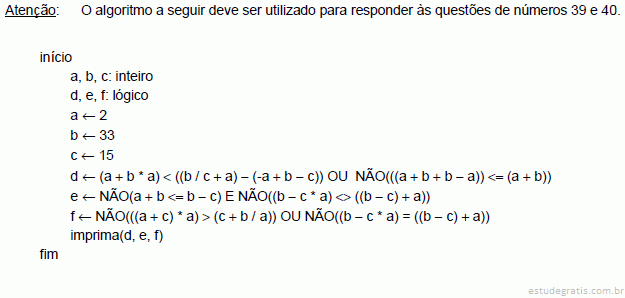 Atenção: O algoritmo a seguir deve ser utilizado para responder às questões de números 39 e 40.
início
a, b, c: inteiro
d, e, f: lógico
a ← 2
b ← 33
c ← 15
d ← (a + b * a) < ((b / c + a) – (-a + b – c)) OU NÃO(((a + b + b – a)) <= (a + b))
e ← NÃO(a + b <= b – c) E NÃO((b – c * a) <> ((b – c) + a))
f ← NÃO(((a + c) * a) > (c + b / a)) OU NÃO((b – c * a) = ((b – c) + a))
imprima(d, e, f)
fim
estudegratis.com.br